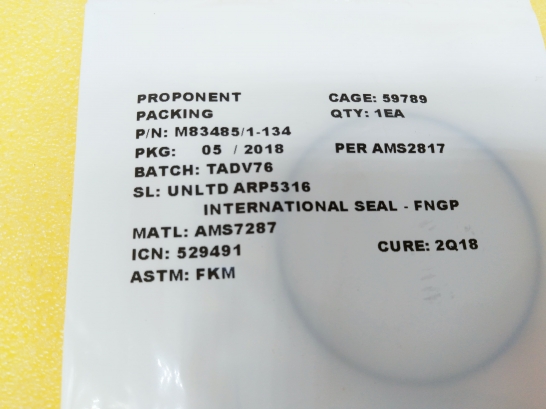 PROPONENT CAGE: 59789
PACKING QTY: 1EA
P/N: M83485/1-134
PKG: 05 / 2018 PER AMS2817
BATCH: TADV76
SL: UNLTD ARP5316
INTERNATIONAL SEAL - FNGP
MATL: AMS7287
ICN: 529491 CURE: 2Q18
ASTM: FKM